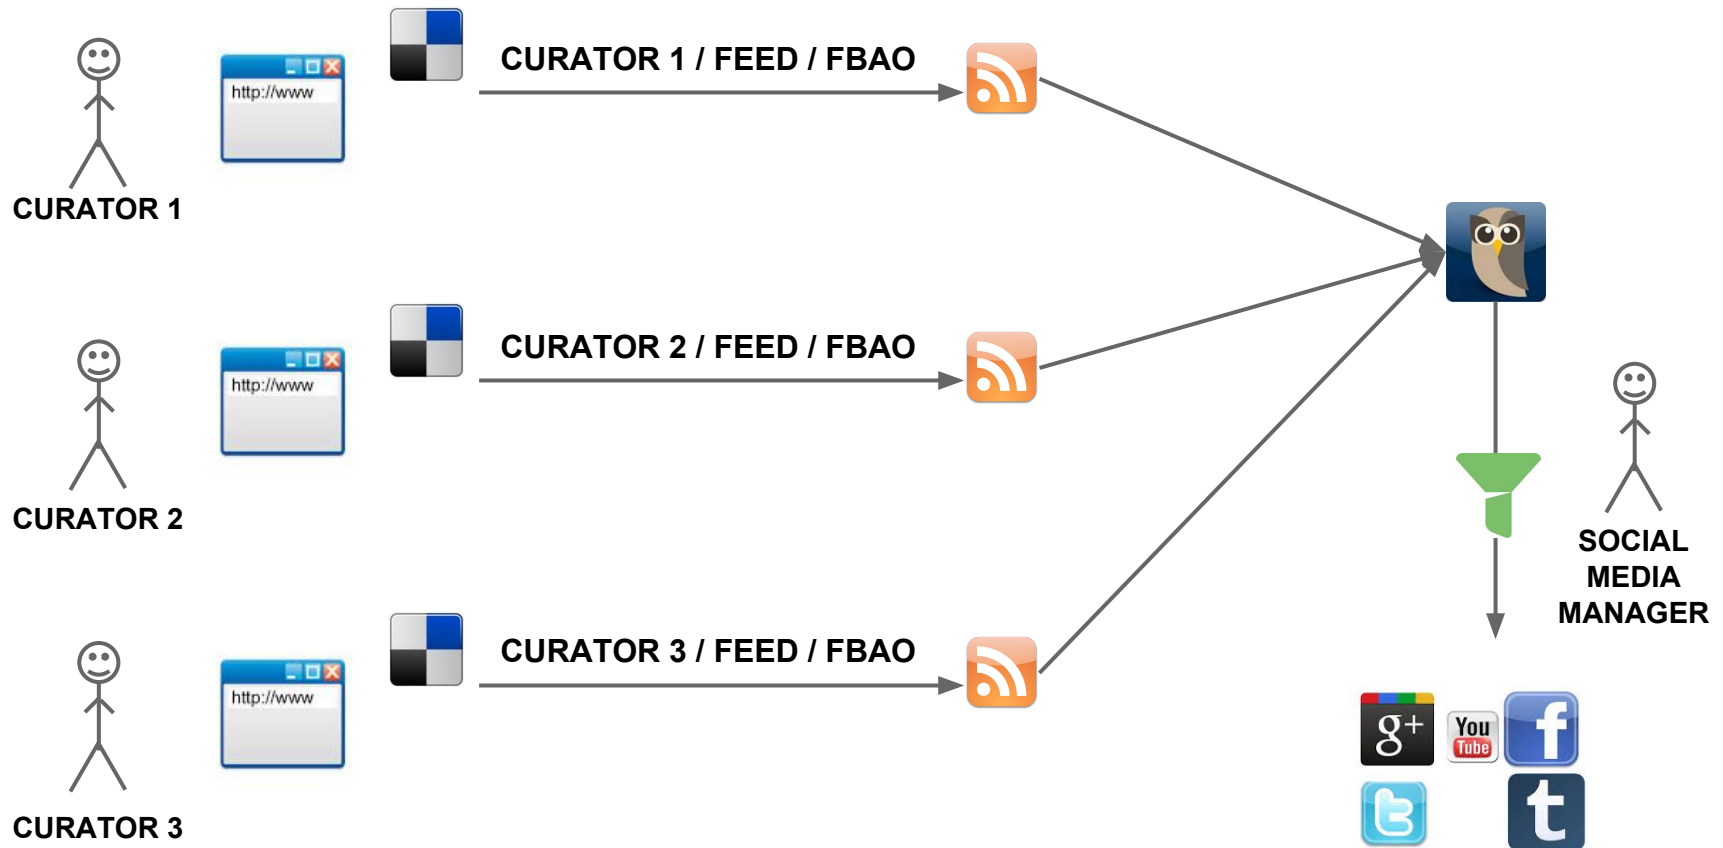 CURATOR 1 / FEED / FBAO
http://www
CURATOR 1
CURATOR 2 / FEED / FBAO
http://www
CURATOR 2
SOCIAL
MEDIA
MANAGER
CURATOR 3 / FEED / FBAO
http://www
CURATOR 3
g+
You
Tube
f
t
t